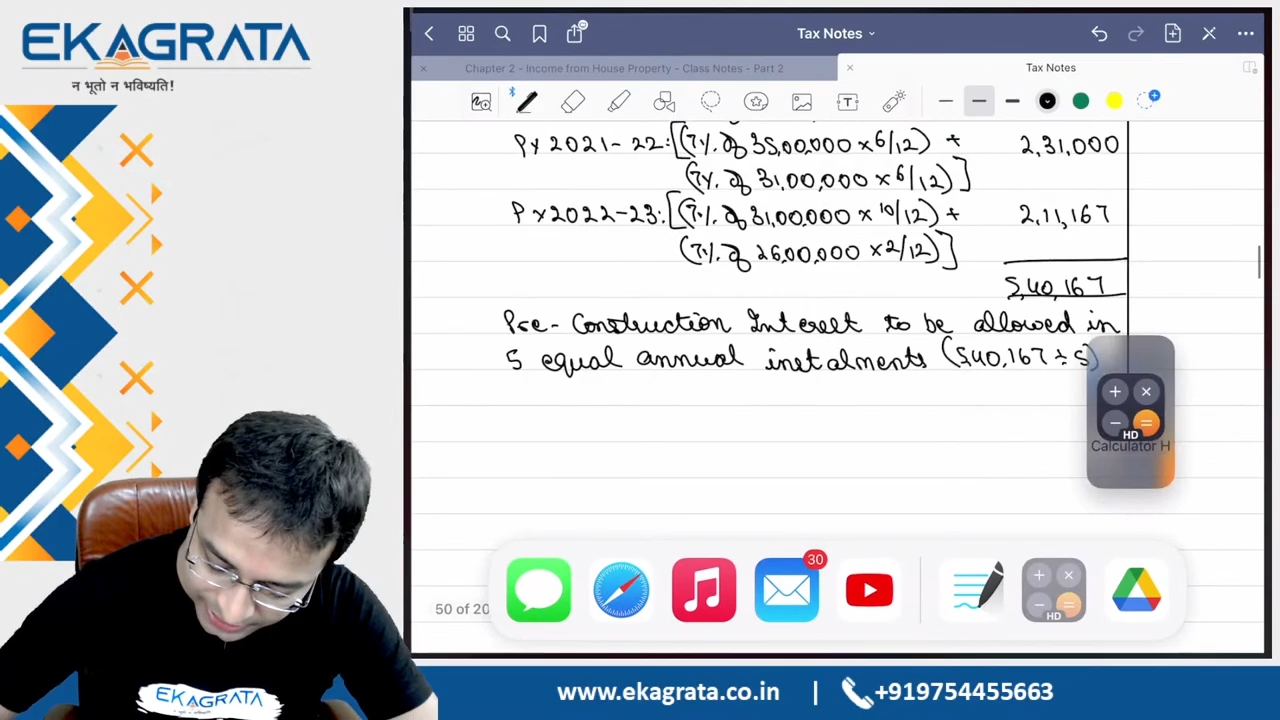 EKAGRATA
न भूतो न भविष्यति!
Tax Notes
Chapter 2 - Income from House Property - Class Notes - Part 2
Tax Notes
PY 2021-22:[(7% of 35,00,000 × 6/12) + 2,31,000
(7% of 31,00,000 × 6/12)]
PY 2022-23:[(7% of 31,00,000 × 10/12) + 2,11,167
(7% of 26,00,000 × 2/12)]
5,40,167
Pre-Construction Interest to be allowed in
5 equal annual instalments (5,40,167 ÷ 5)
HD
Calculator H
30
HD
50 of 20
EKAGRATA
www.ekagrata.co.in | +919754455663